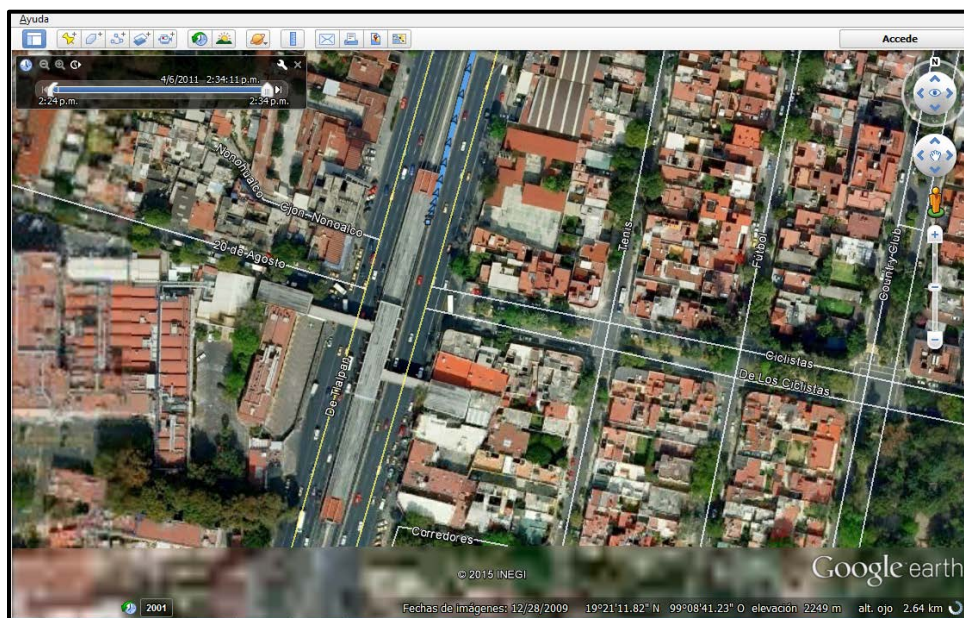 Ayuda
Accede
4/6/2011 2:34:11 p.m.
2:24 p.m.
2:34 p.m.
N
Nonohualco
Cjon. Nonoalco
20 de Agosto
De Tlalpan
Tenis
Futbol
Country Club
Ciclistas
De Los Ciclistas
Corredores
© 2015 INEGI
Google earth
2001
Fechas de imágenes: 12/28/2009 19°21'11.82" N 99°08'41.23" O elevación 2249 m alt. ojo 2.64 km